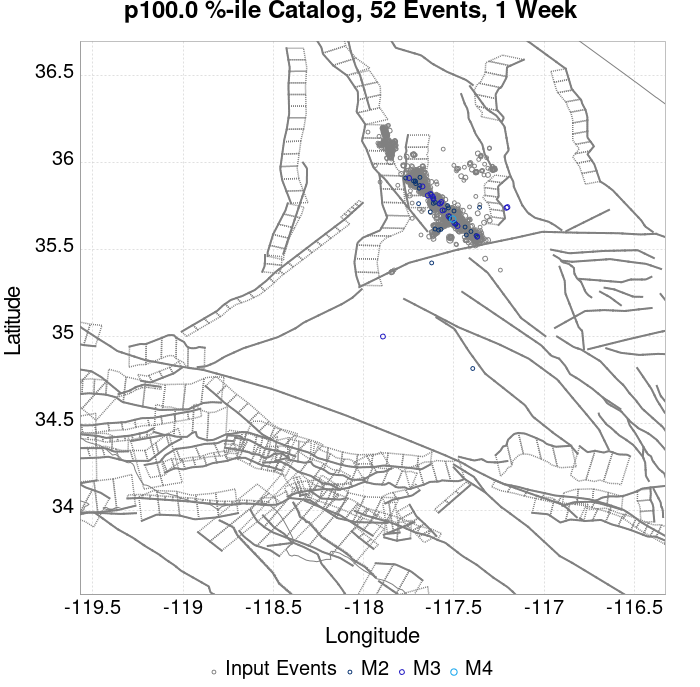 p100.0 %-ile Catalog, 52 Events, 1 Week
36.5
36
35.5
35
34.5
34
Latitude
-119.5 -119 -118.5 -118 -117.5 -117 -116.5
Longitude
Input Events M2 M3 M4